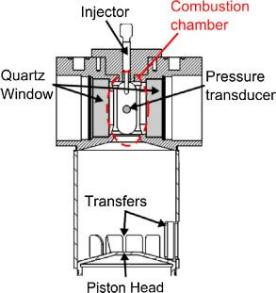 Injector
Combustion
chamber
Quartz
Window
Pressure
transducer
Transfers
Piston Head